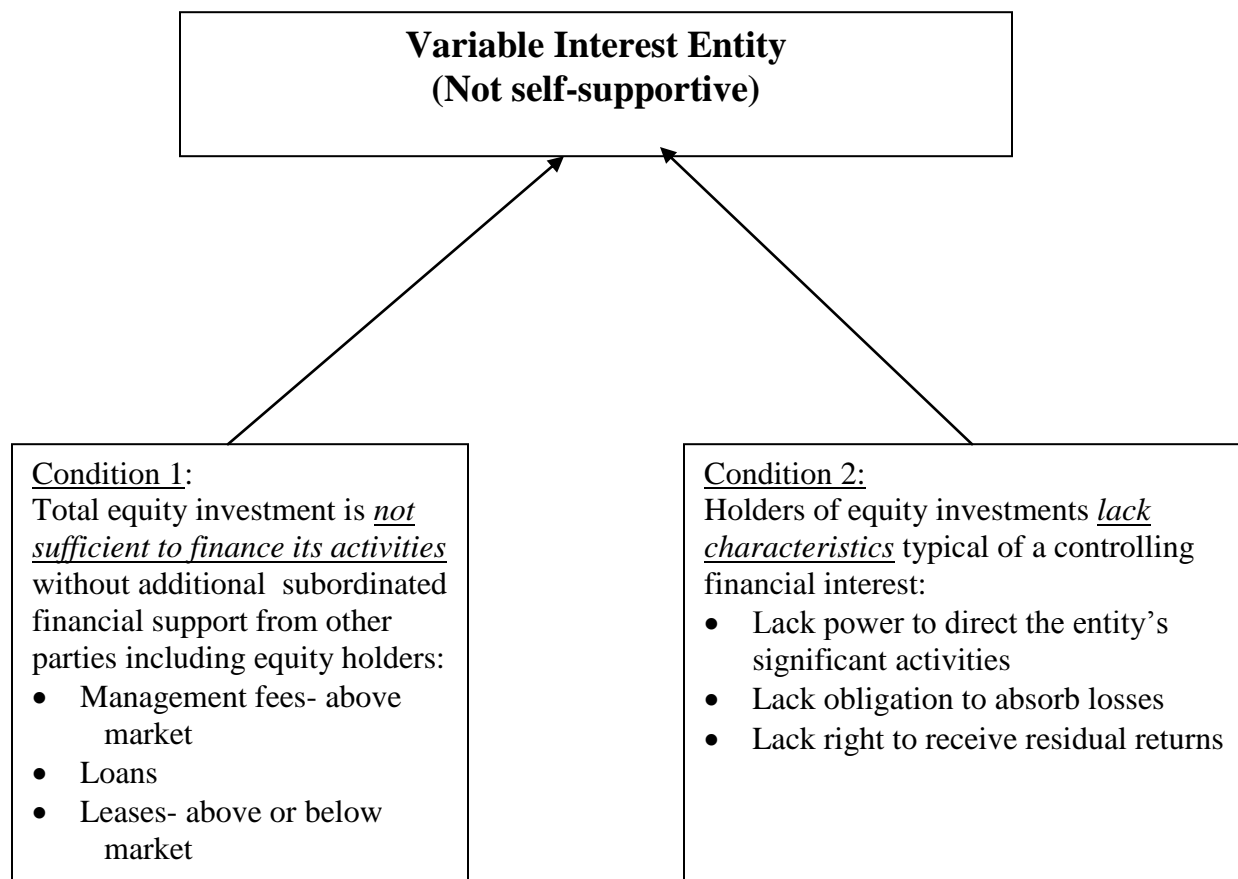 Variable Interest Entity
(Not self-supportive)
Condition 1:
Total equity investment is not
sufficient to finance its activities
without additional subordinated
financial support from other
parties including equity holders:
• Management fees- above
market
• Loans
• Leases- above or below
market
Condition 2:
Holders of equity investments lack
characteristics typical of a controlling
financial interest:
• Lack power to direct the entity’s
significant activities
• Lack obligation to absorb losses
• Lack right to receive residual returns